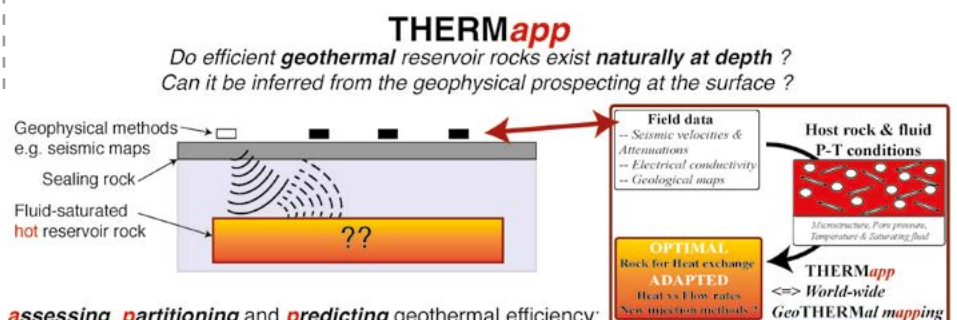 THERMapp
Do efficient geothermal reservoir rocks exist naturally at depth ?
Can it be inferred from the geophysical prospecting at the surface ?
Geophysical methods
e.g. seismic maps
Sealing rock
Fluid-saturated
hot reservoir rock
??
Field data
-- Seismic velocities &
Attenuations
-- Electrical conductivity
-- Geological maps
Host rock & fluid
P-T conditions
Microstructure, Pore pressure,
Temperature & Saturating fluid
OPTIMAL
Rock for Heat exchange
ADAPTED
Heat vs Flow rates
New injection methods ?
THERMapp
<=> World-wide
GeoTHERMal mapping
assessing, partitioning and predicting geothermal efficiency: